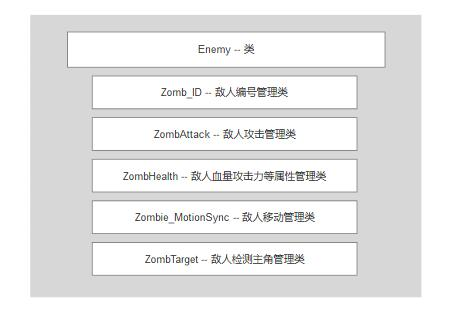 Enemy -- 类
Zomb_ID -- 敌人编号管理类
ZombAttack -- 敌人攻击管理类
ZombHealth -- 敌人血量攻击力等属性管理类
Zombie_MotionSync -- 敌人移动管理类
ZombTarget -- 敌人检测主角管理类